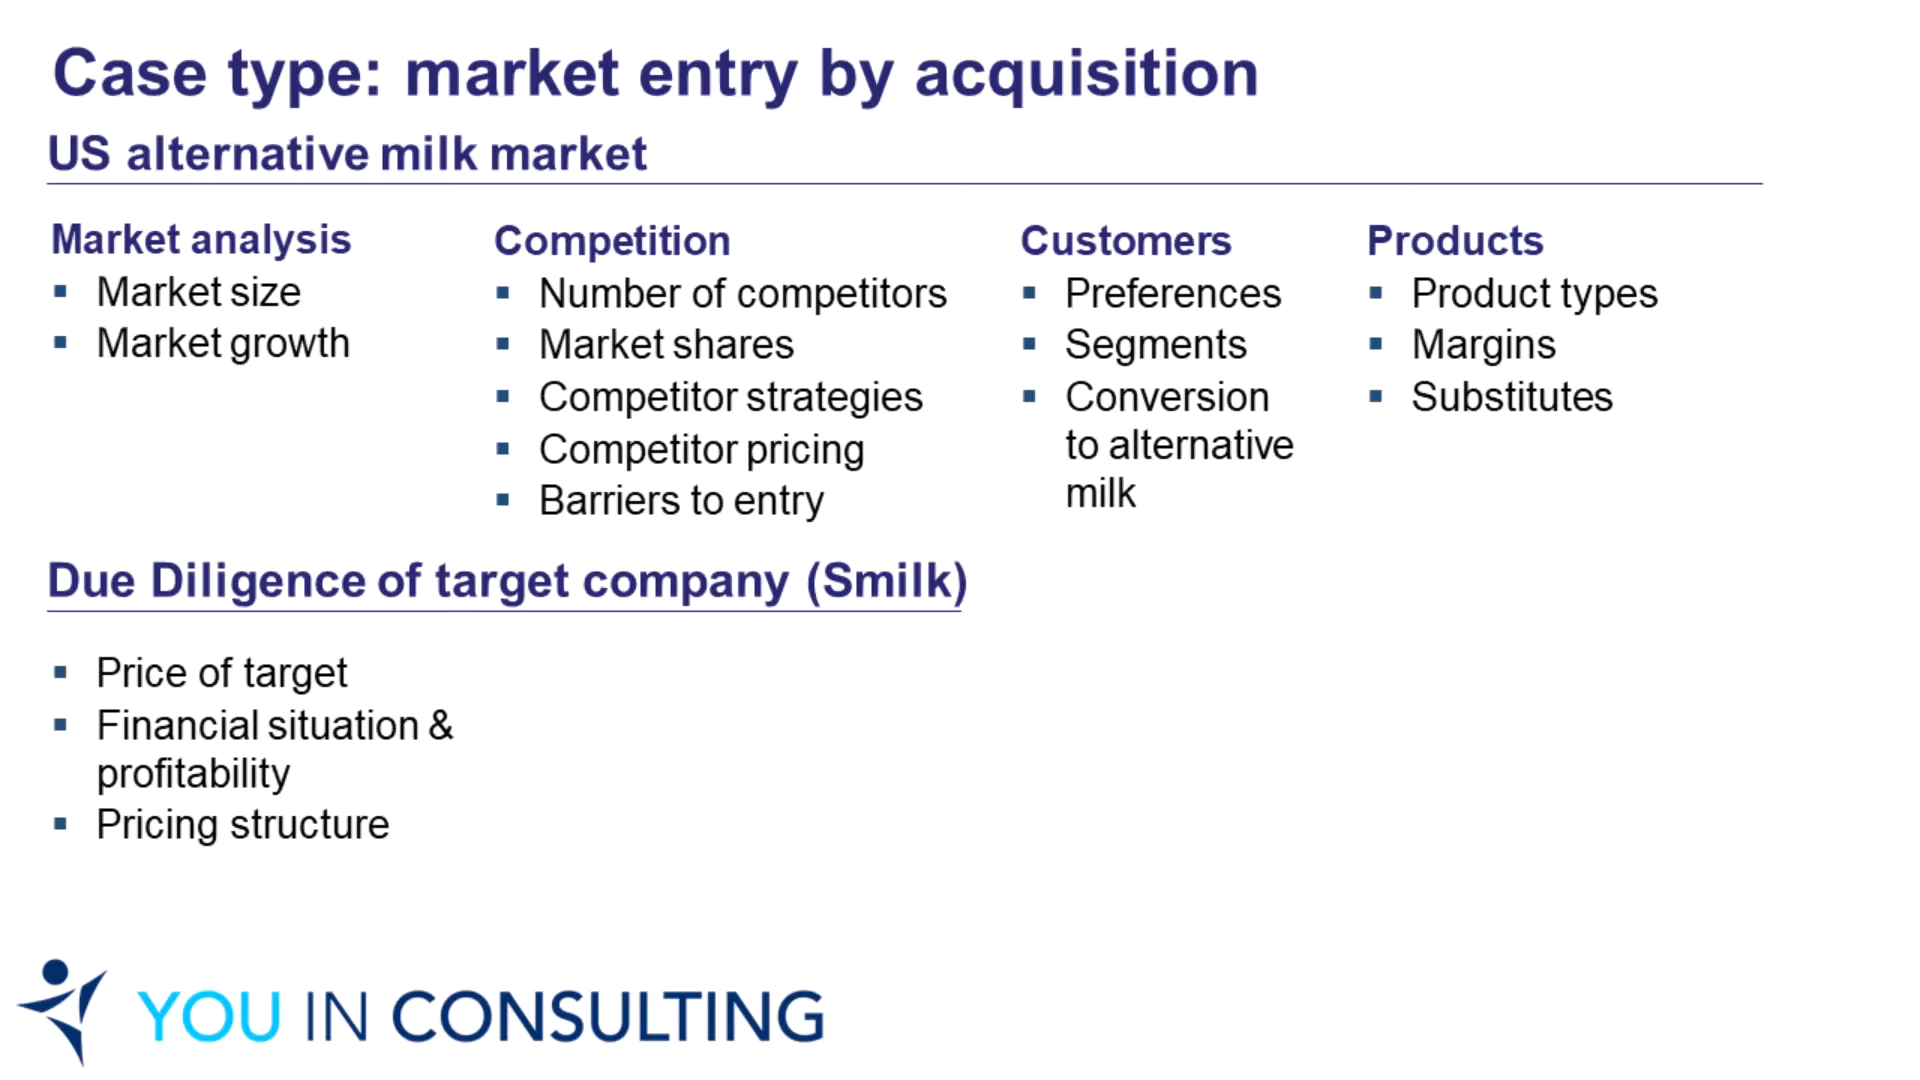 Case type: market entry by acquisition
US alternative milk market
Market analysis
▪ Market size
▪ Market growth
Competition
▪ Number of competitors
▪ Market shares
▪ Competitor strategies
▪ Competitor pricing
▪ Barriers to entry
Customers
▪ Preferences
▪ Segments
▪ Conversion
to alternative
milk
Products
▪ Product types
▪ Margins
▪ Substitutes
Due Diligence of target company (Smilk)
▪ Price of target
▪ Financial situation &
profitability
▪ Pricing structure
YOU IN CONSULTING